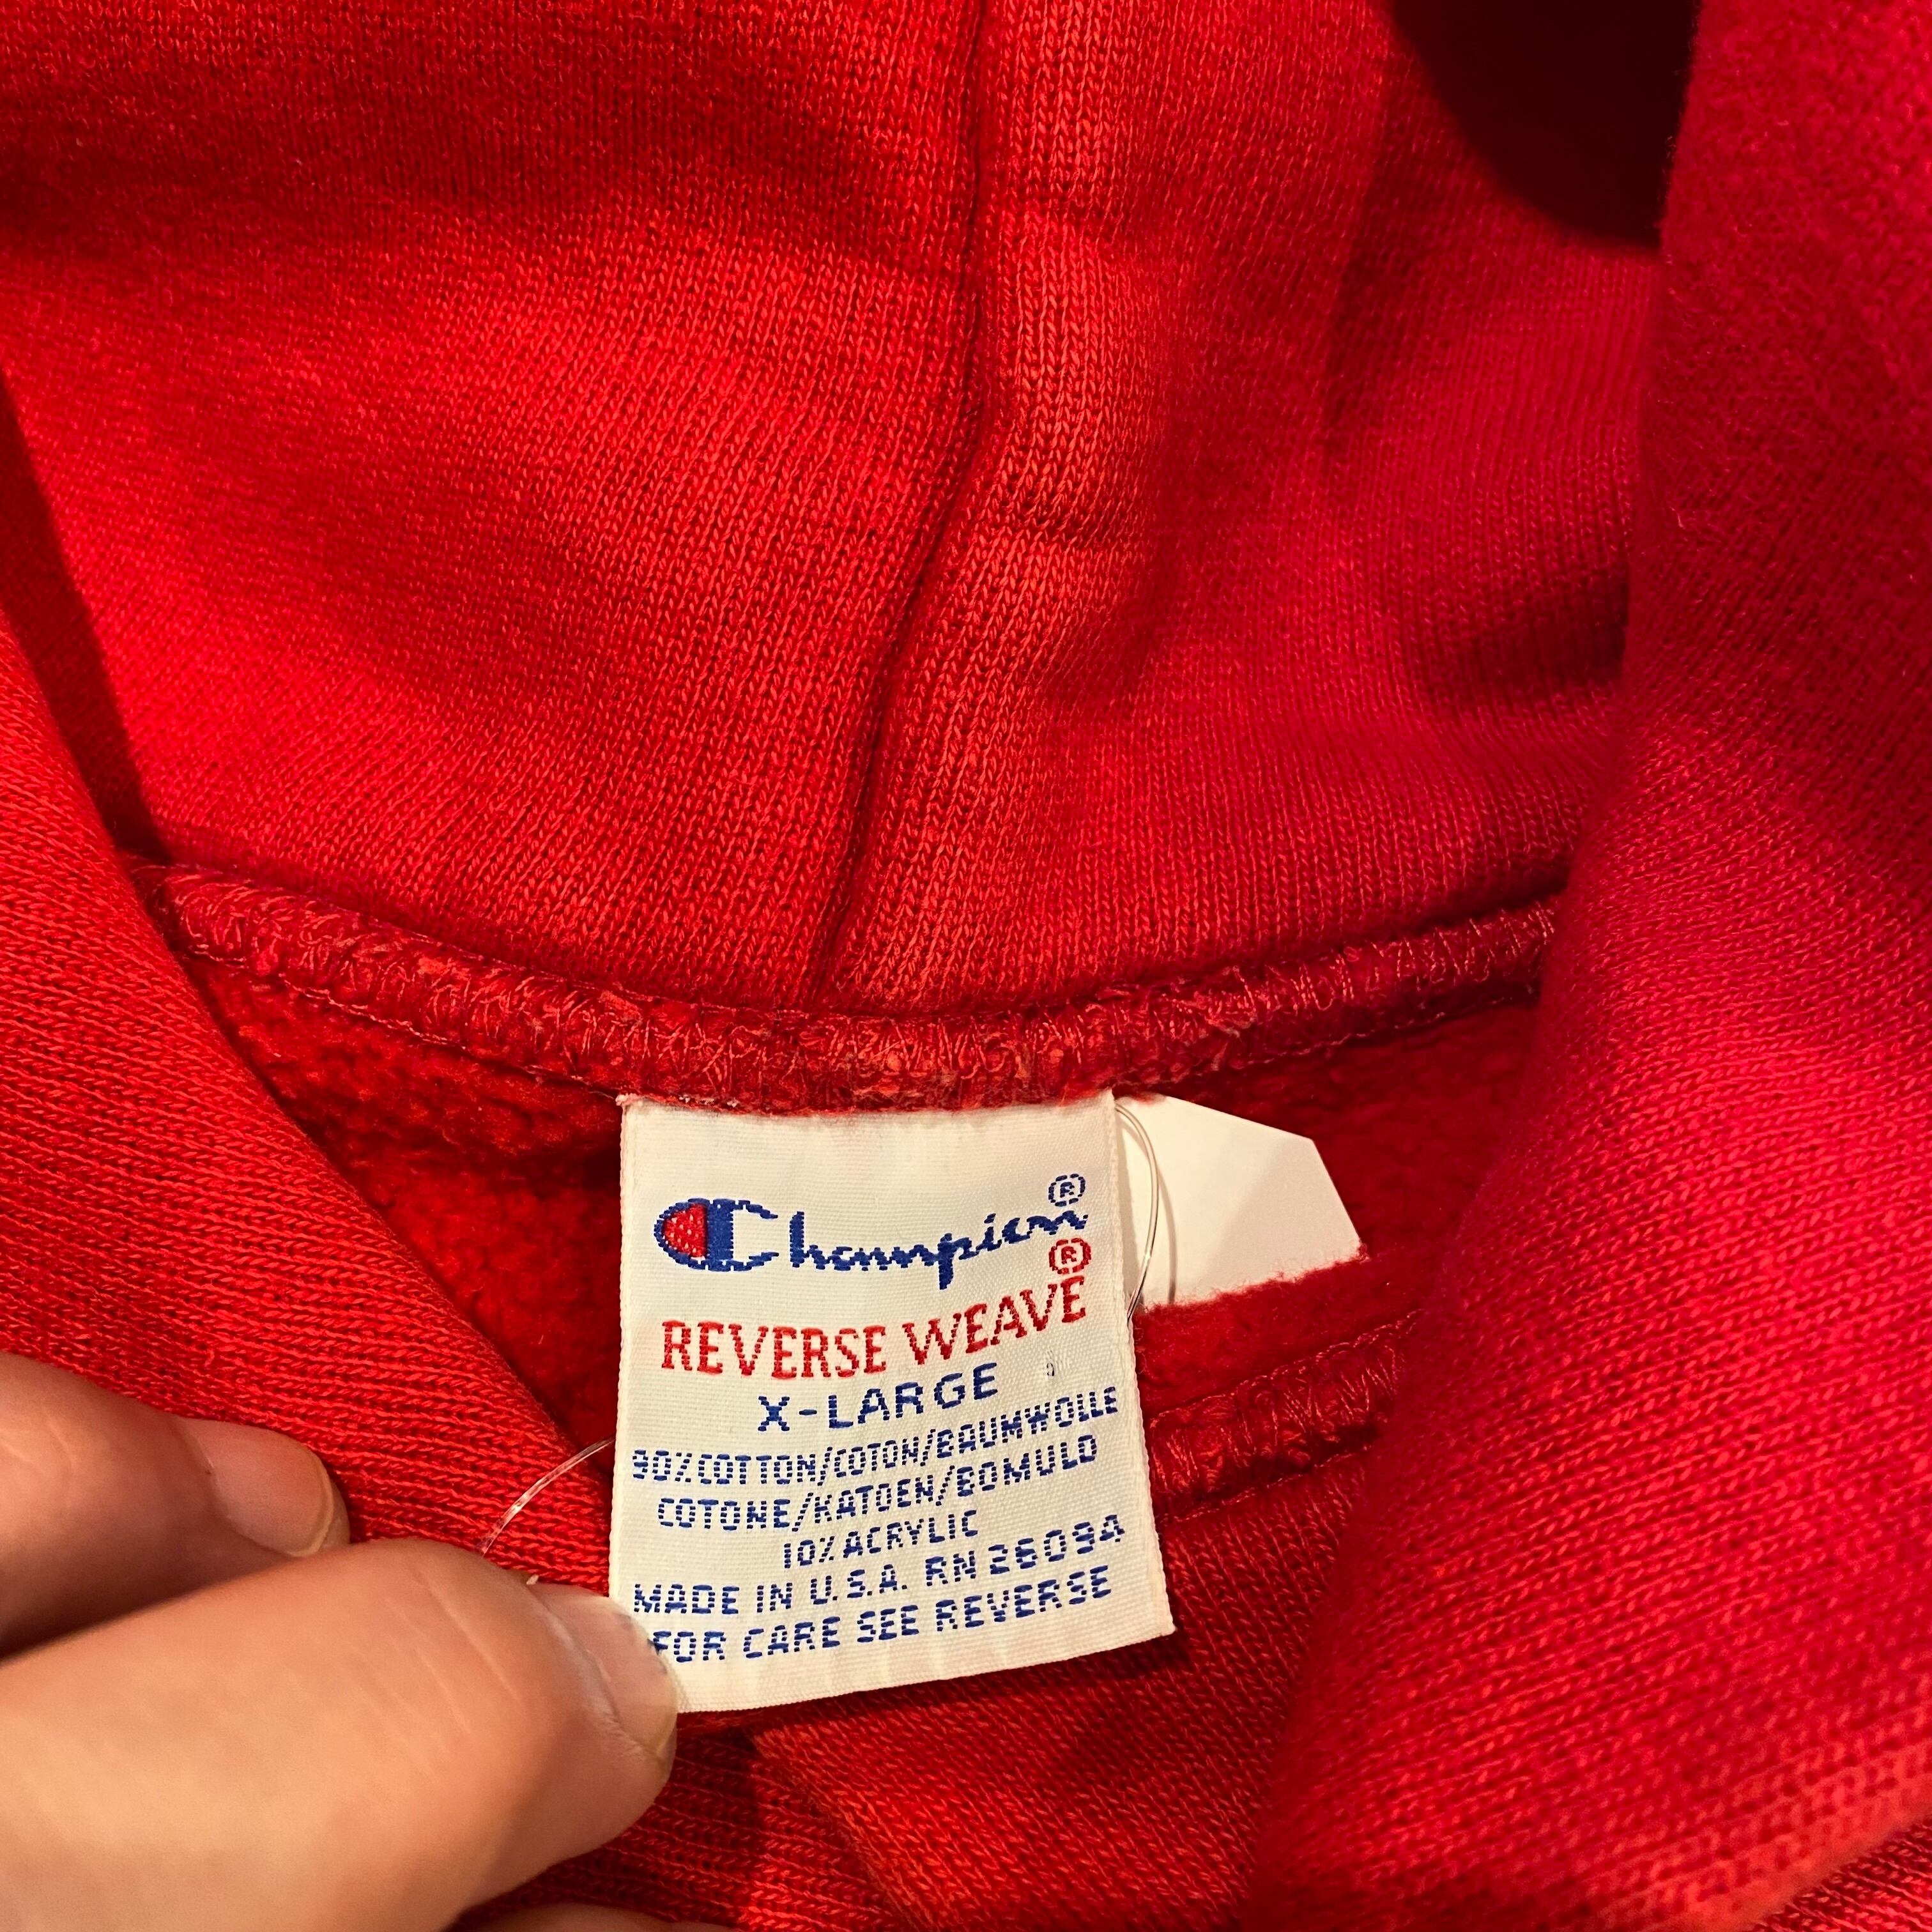 Champion®
REVERSE WEAVE®
X-LARGE
90% COTTON/COTON/BAUMWOLLE
COTONE/KATOEN/BOMULD
10% ACRYLIC
MADE IN U.S.A. RN 26094
FOR CARE SEE REVERSE